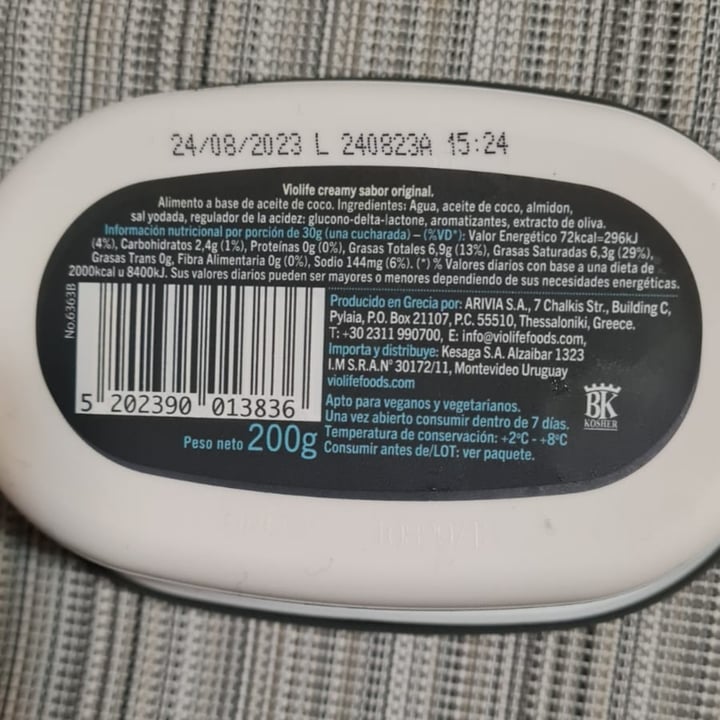 24/08/2023 L 240823A 15:24
Violife creamy sabor original.
Alimento a base de aceite de coco. Ingredientes: Agua, aceite de coco, almidon,
sal yodada, regulador de la acidez: glucono-delta-lactone, aromatizantes, extracto de oliva.
Información nutricional por porción de 30g (una cucharada) – (%VD*): Valor Energético 72kcal=296kJ
(4%), Carbohidratos 2,4g (1%), Proteínas 0g (0%), Grasas Totales 6,9g (13%), Grasas Saturadas 6,3g (29%),
Grasas Trans 0g, Fibra Alimentaria 0g (0%), Sodio 144mg (6%). (*) % Valores diarios con base a una dieta de
2000kcal u 8400kJ. Sus valores diarios pueden ser mayores o menores dependiendo de sus necesidades energéticas.
No.6363B
5 202390 013836
Peso neto 200g
Producido en Grecia por: ARIVIA S.A., 7 Chalkis Str., Building C,
Pylaia, P.O. Box 21107, P.C. 55510, Thessaloniki, Greece.
T: +30 2311 990700, E: info@violifefoods.com,
Importa y distribuye: Kesaga S.A. Alzaibar 1323
I.M S.R.A.Nº 30172/11, Montevideo Uruguay
violifefoods.com
Apto para veganos y vegetarianos.
Una vez abierto consumir dentro de 7 días.
Temperatura de conservación: +2ºC - +8ºC
Consumir antes de/LOT: ver paquete.
BK
KOSHER